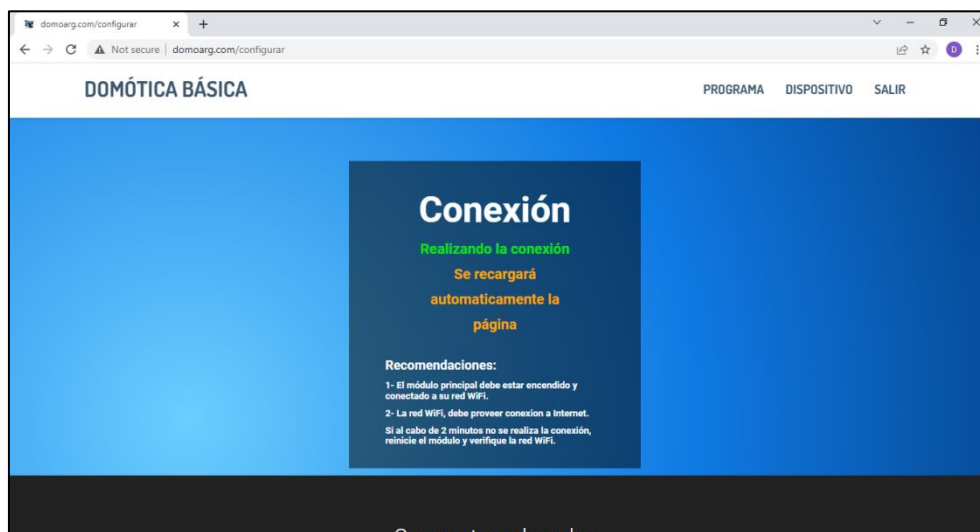 domoarg.com/configurar
Not secure | domoarg.com/configurar
D
DOMÓTICA BÁSICA
PROGRAMA DISPOSITIVO SALIR
Conexión
Realizando la conexión
Se recargará
automaticamente la
página
Recomendaciones:
1- El módulo principal debe estar encendido y
conectado a su red WiFi.
2- La red WiFi, debe proveer conexion a Internet.
Si al cabo de 2 minutos no se realiza la conexión,
reinicie el módulo y verifique la red WiFi.